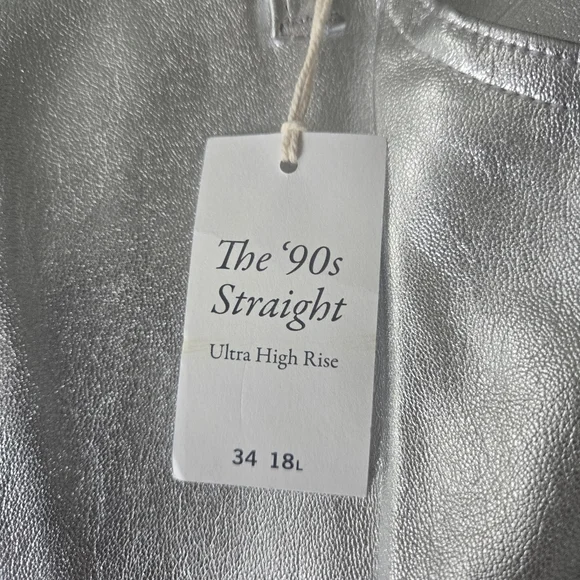 The ‘90s
Straight
Ultra High Rise
34 18L